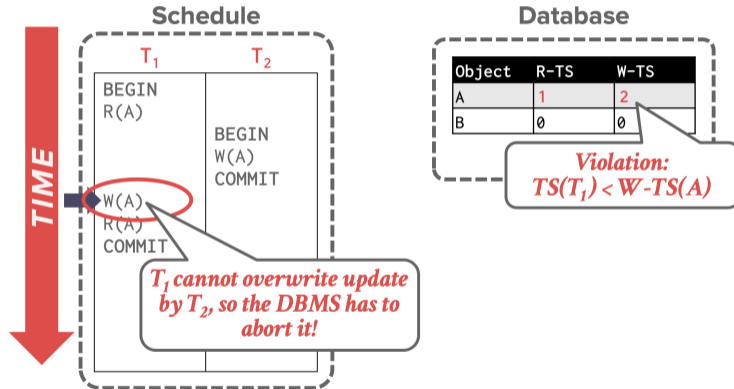 Schedule
TIME
T₁ T₂
BEGIN
R(A)
BEGIN
W(A)
COMMIT
W(A)
R(A)
COMMIT
T₁ cannot overwrite update
by T₂, so the DBMS has to
abort it!
Database
Object R-TS W-TS
A 1 2
B 0 0
Violation:
TS(T₁) < W-TS(A)